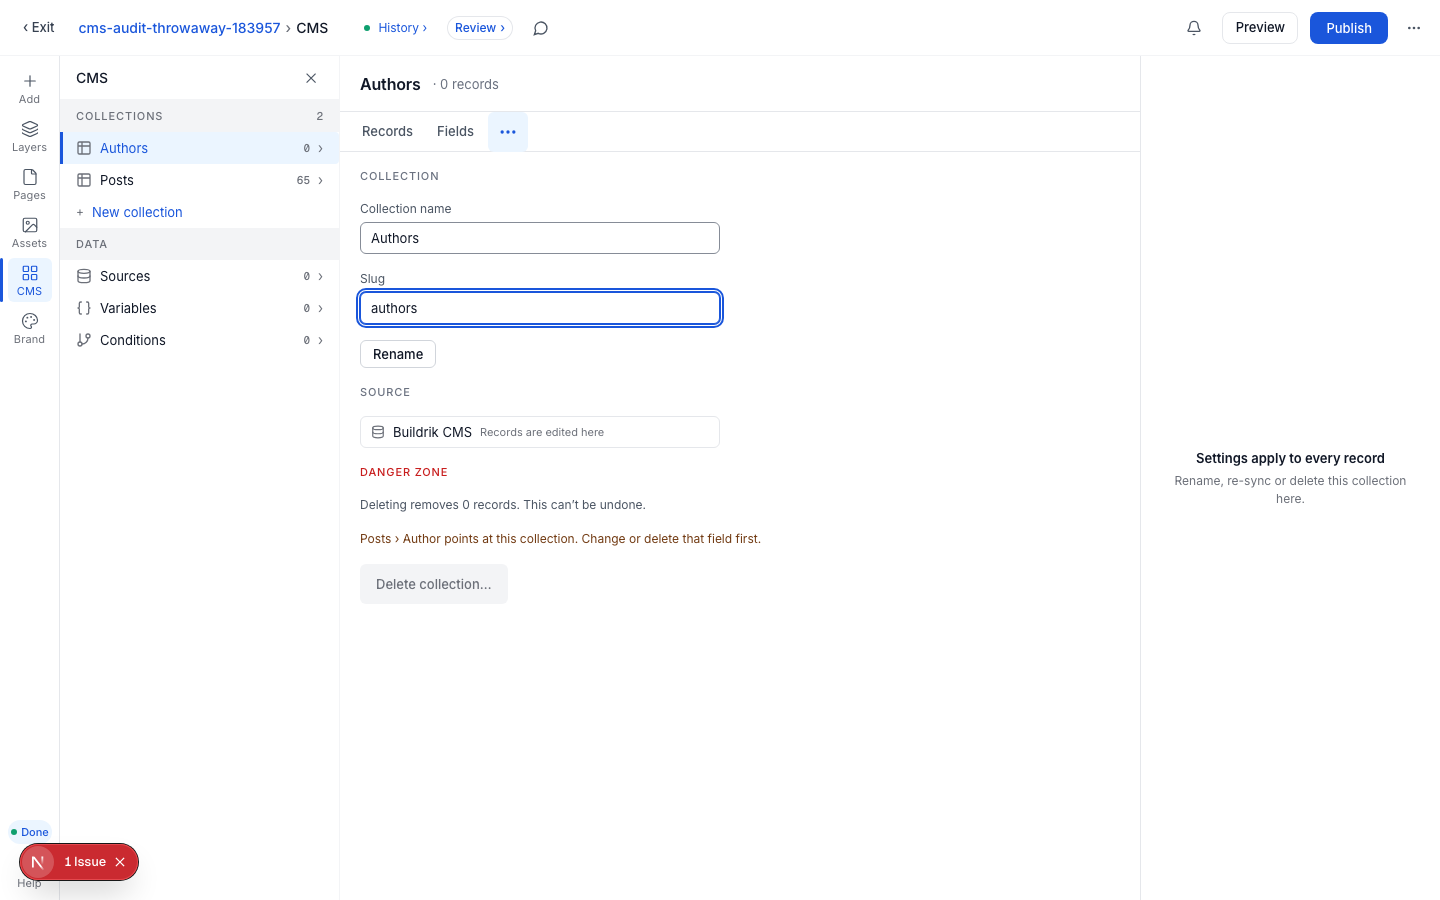 ‹ Exit
cms-audit-throwaway-183957 › CMS
History ›
Review ›
Preview
Publish
Add
Layers
Pages
Assets
CMS
Brand
Done
1 Issue
Help
CMS
COLLECTIONS 2
Authors 0 ›
Posts 65 ›
+ New collection
DATA
Sources 0 ›
Variables 0 ›
Conditions 0 ›
Authors · 0 records
Records Fields
COLLECTION
Collection name
Authors
Slug
authors
Rename
SOURCE
Buildrik CMS Records are edited here
DANGER ZONE
Deleting removes 0 records. This can’t be undone.
Posts › Author points at this collection. Change or delete that field first.
Delete collection…
Settings apply to every record
Rename, re-sync or delete this collection
here.